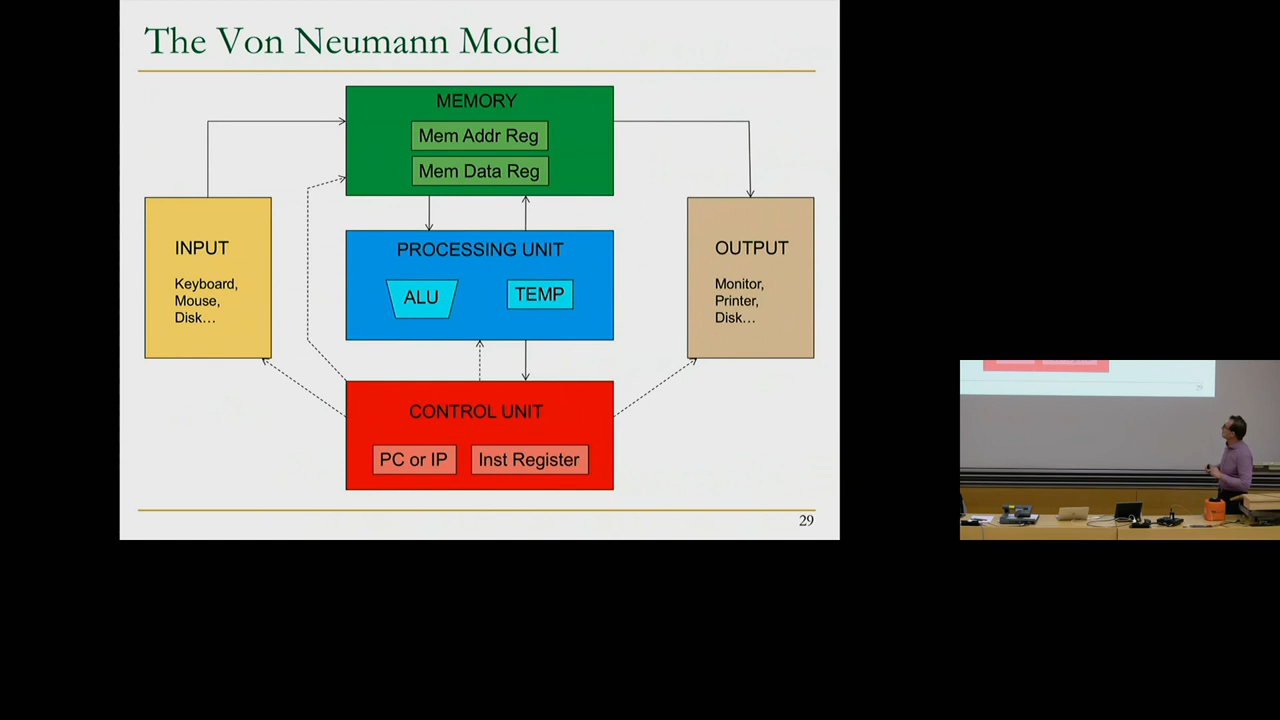 The Von Neumann Model
MEMORY
Mem Addr Reg
Mem Data Reg
INPUT
Keyboard,
Mouse,
Disk…
PROCESSING UNIT
ALU
TEMP
OUTPUT
Monitor,
Printer,
Disk…
CONTROL UNIT
PC or IP
Inst Register
29